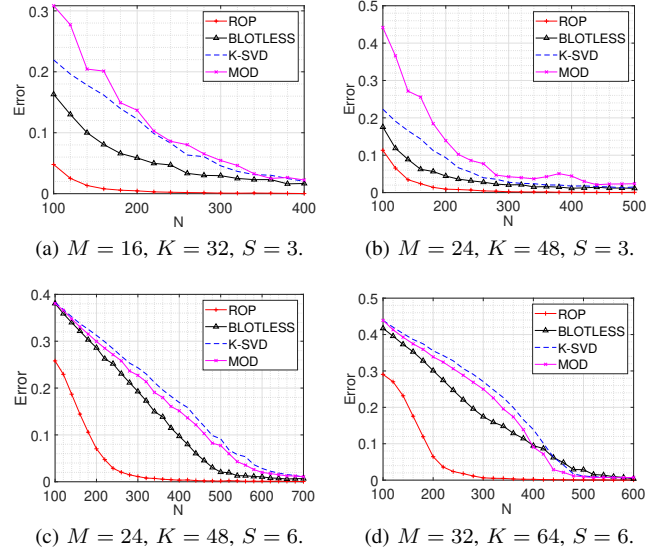 ROP
BLOTLESS
K-SVD
MOD
Error
0.3
0.2
0.1
0
100
200
300
400
N
(a) M = 16, K = 32, S = 3.
ROP
BLOTLESS
K-SVD
MOD
Error
0.5
0.4
0.3
0.2
0.1
0
100
200
300
400
500
N
(b) M = 24, K = 48, S = 3.
ROP
BLOTLESS
K-SVD
MOD
Error
0.4
0.3
0.2
0.1
0
100
200
300
400
500
600
700
N
(c) M = 24, K = 48, S = 6.
ROP
BLOTLESS
K-SVD
MOD
Error
0.5
0.4
0.3
0.2
0.1
0
100
200
300
400
500
600
N
(d) M = 32, K = 64, S = 6.